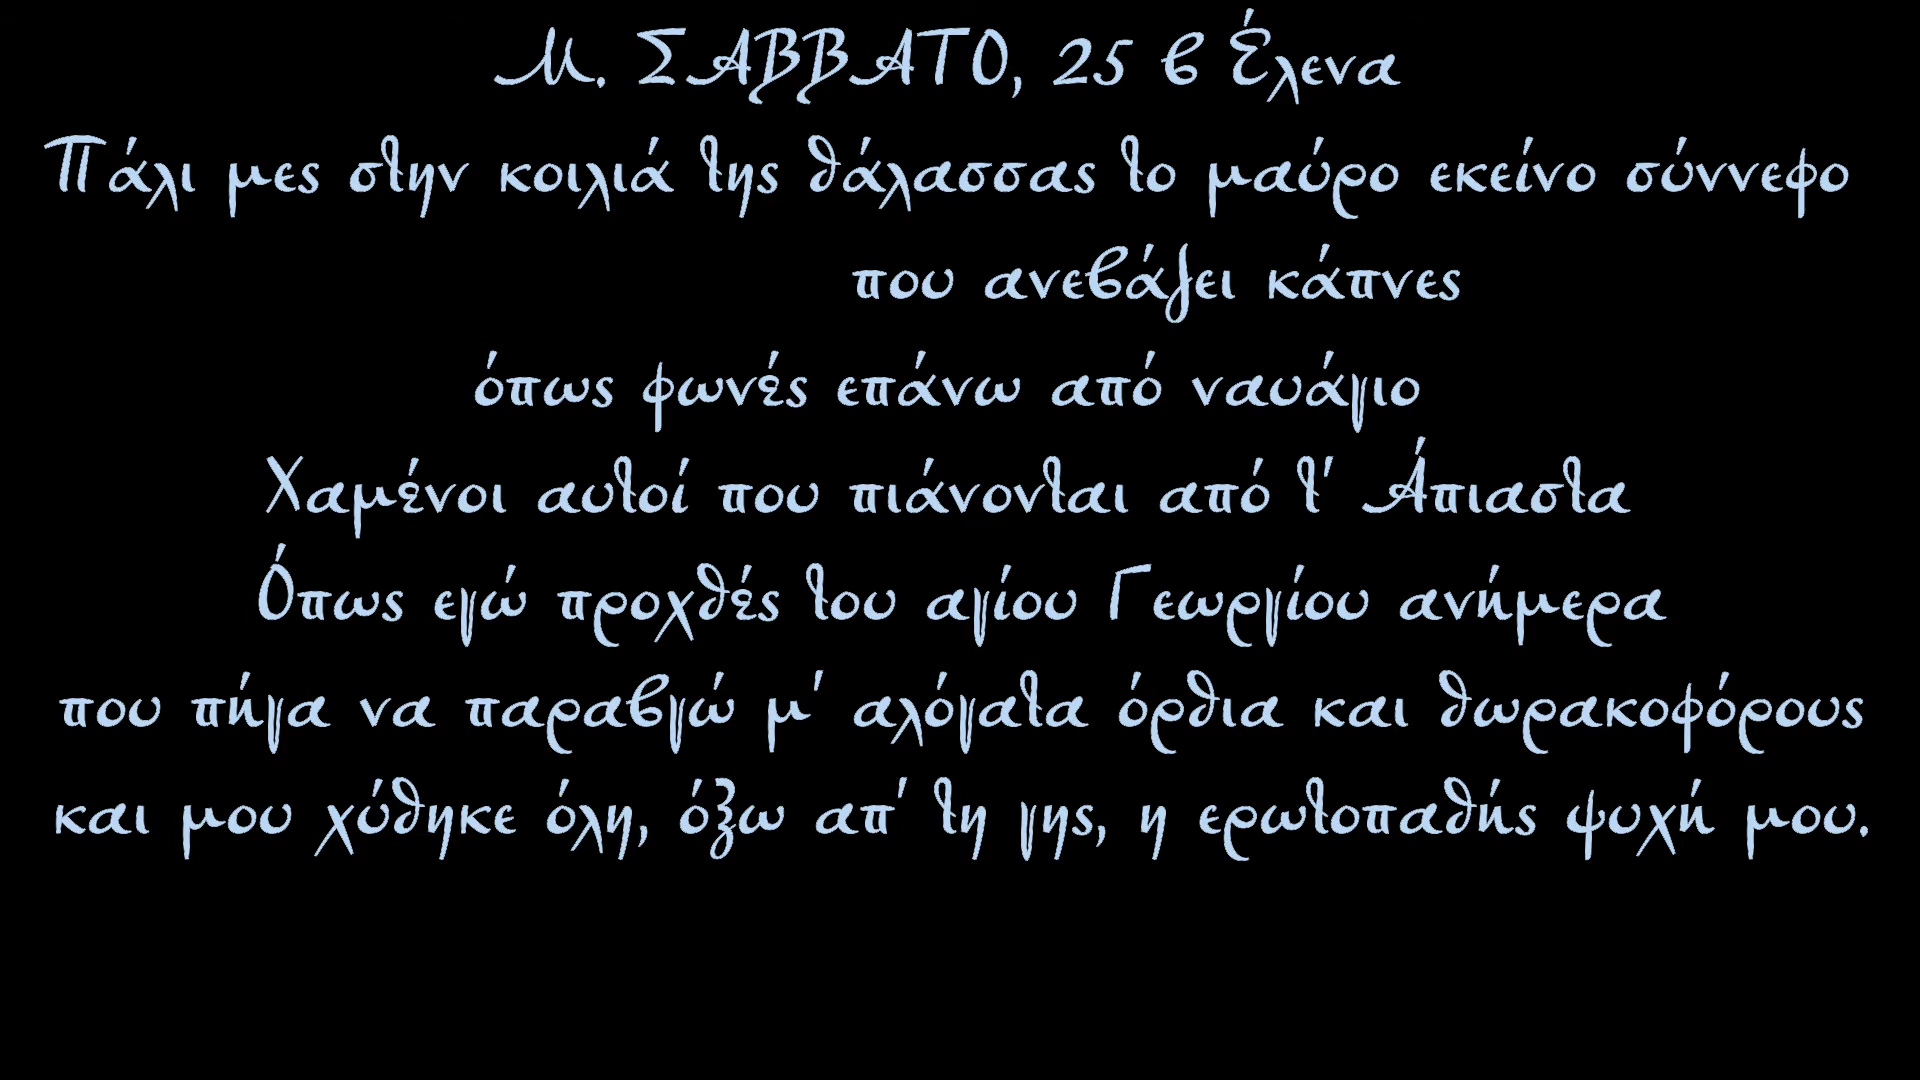 Μ. ΣΑΒΒΑΤΟ, 25 β Έλενα
Πάλι μες στην κοιλιά της θάλασσας το μαύρο εκείνο σύννεφο
που ανεβάζει κάπνες
όπως φωνές επάνω από ναυάγιο
Χαμένοι αυτοί που πιάνονται από τ' Άπιαστα
Όπως εγώ προχθές του αγίου Γεωργίου ανήμερα
που πήγα να παραβγώ μ' αλόγατα όρθια και θωρακοφόρους
και μου χύθηκε όλη, όξω απ' τη γης, η ερωτοπαθής ψυχή μου.